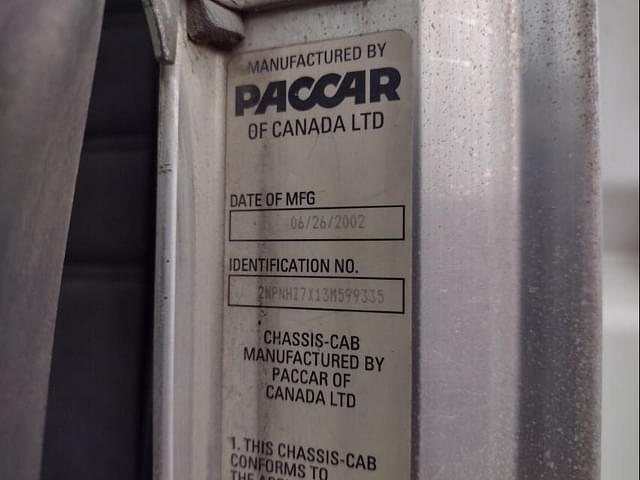 MANUFACTURED BY
PACCAR
OF CANADA LTD
DATE OF MFG
06/26/2002
IDENTIFICATION NO.
2NPNHZ7X13M599335
CHASSIS-CAB
MANUFACTURED BY
PACCAR OF
CANADA LTD
1. THIS CHASSIS-CAB
CONFORMS TO